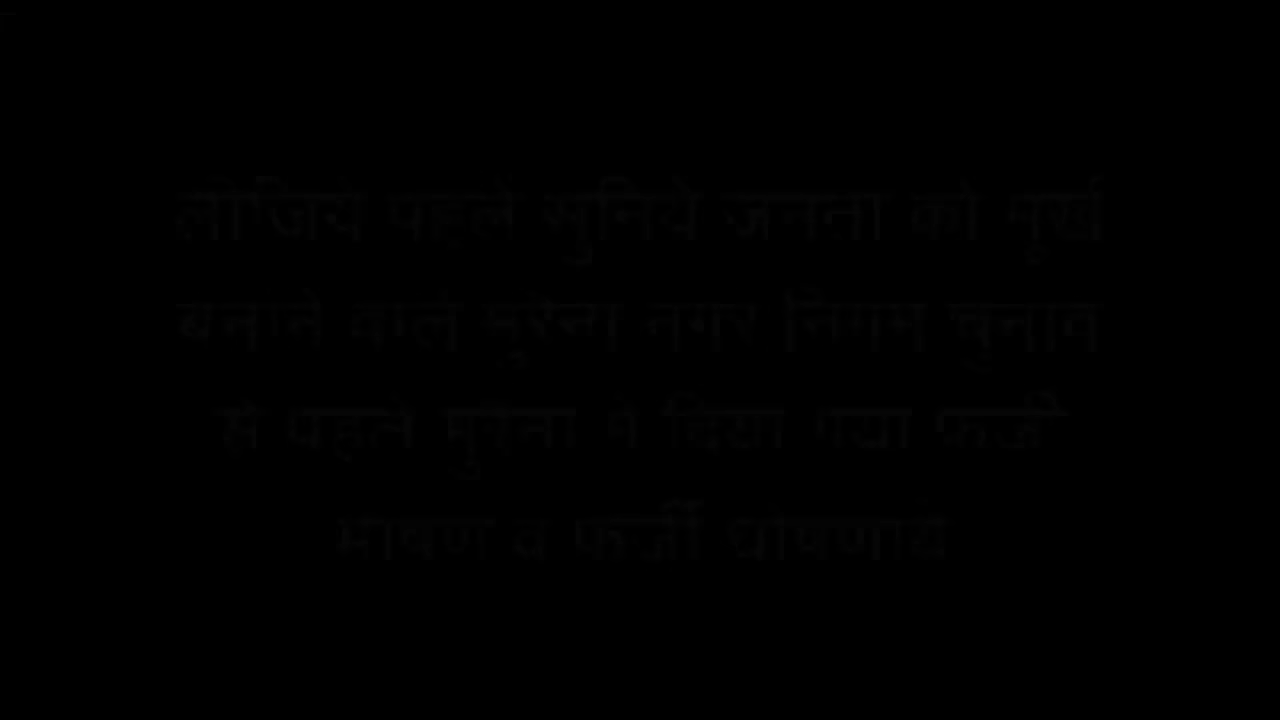 लीजिये पहले सुनिये जनता को मूर्ख
बनाने वाले मुरैना नगर निगम चुनाव
से पहले मुरैना मे दिया गया फर्जी
भाषण व फर्जी घोषणायें